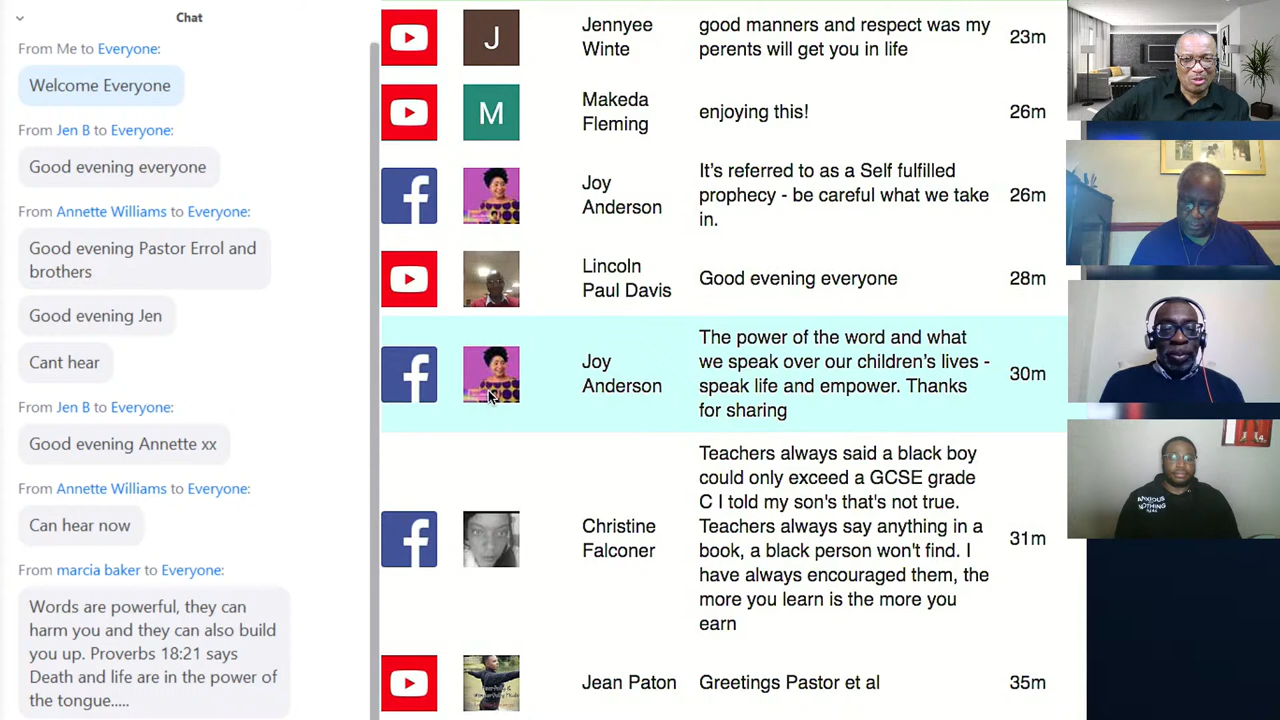 Chat
From Me to Everyone:
Welcome Everyone
From Jen B to Everyone:
Good evening everyone
From Annette Williams to Everyone:
Good evening Pastor Errol and
brothers
Good evening Jen
Cant hear
From Jen B to Everyone:
Good evening Annette xx
From Annette Williams to Everyone:
Can hear now
From marcia baker to Everyone:
Words are powerful, they can
harm you and they can also build
you up. Proverbs 18:21 says
Death and life are in the power of
the tongue.....
J
Jennyee
Winte
good manners and respect was my
parents will get you in life
23m
M
Makeda
Fleming
enjoying this!
26m
Joy
Anderson
It’s referred to as a Self fulfilled
prophecy - be careful what we take
in.
26m
Lincoln
Paul Davis
Good evening everyone
28m
Joy
Anderson
The power of the word and what
we speak over our children’s lives -
speak life and empower. Thanks
for sharing
30m
Christine
Falconer
Teachers always said a black boy
could only exceed a GCSE grade
C I told my son's that's not true.
Teachers always say anything in a
book, a black person won't find. I
have always encouraged them, the
more you learn is the more you
earn
31m
Jean Paton
Greetings Pastor et al
35m
ANXIOUS
NOTHING